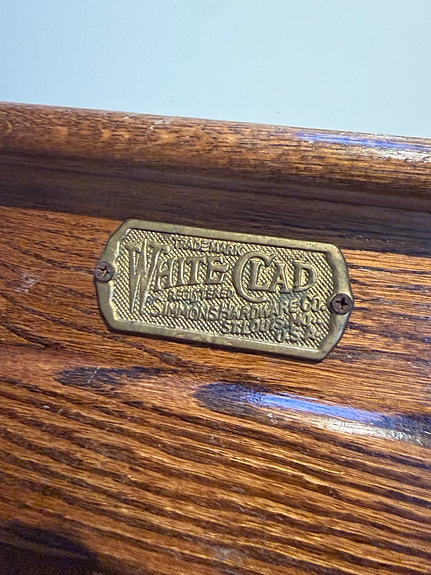 TRADE MARK
WHITE CLAD
REGISTERED
SIMMONS HARDWARE CO.
ST. LOUIS
U.S.A.